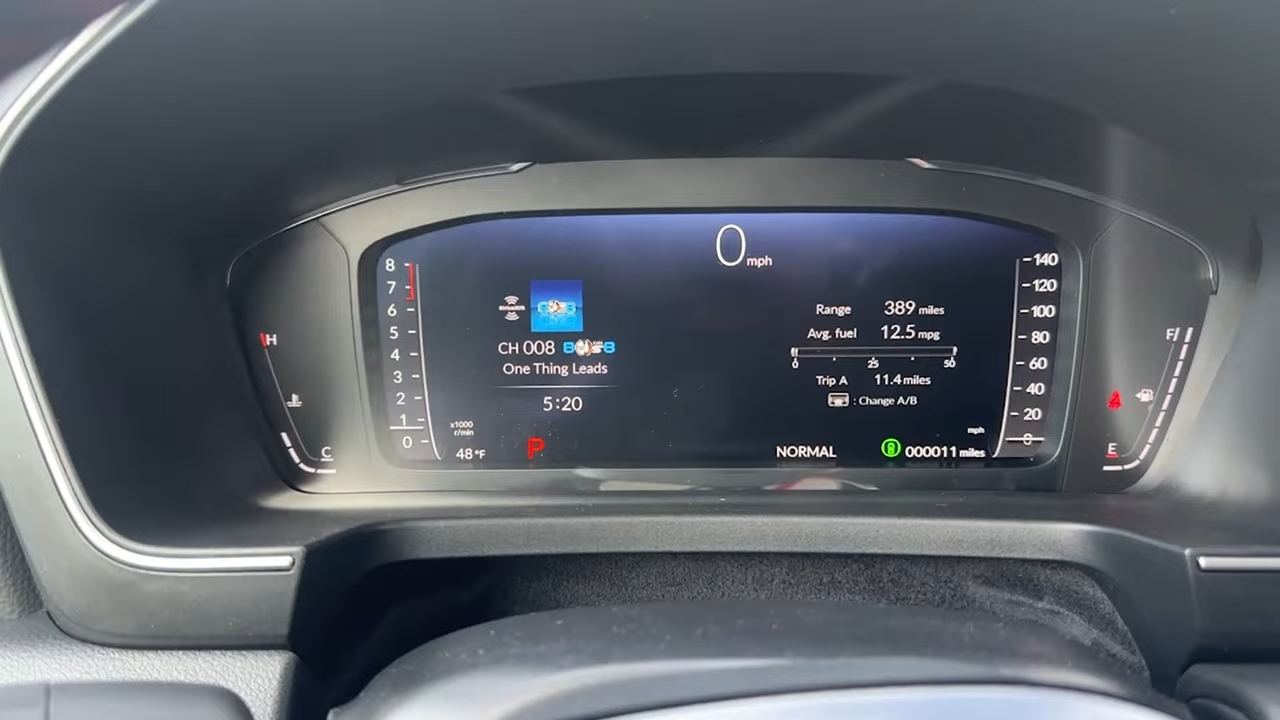 0 mph
8
7
6
5
4
3
2
1
0
x1000
r/min
48 °F
H
C
CH 008
One Thing Leads
5:20
P
Range 389 miles
Avg. fuel 12.5 mpg
0 25 50
Trip A 11.4 miles
: Change A/B
NORMAL
000011 miles
140
120
100
80
60
40
20
0
mph
F
E